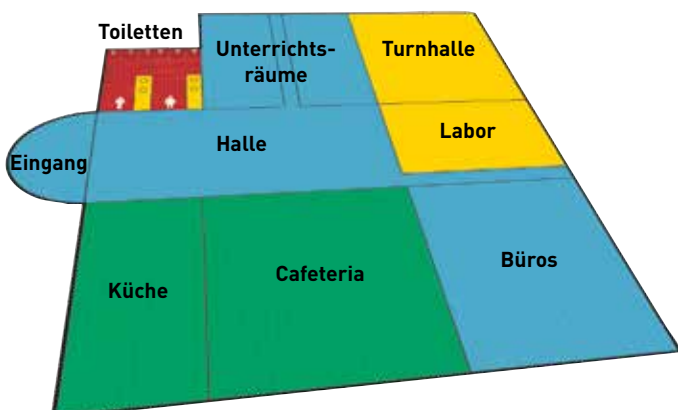 Toiletten
Unterrichts-
räume
Turnhalle
Eingang
Halle
Labor
Küche
Cafeteria
Büros